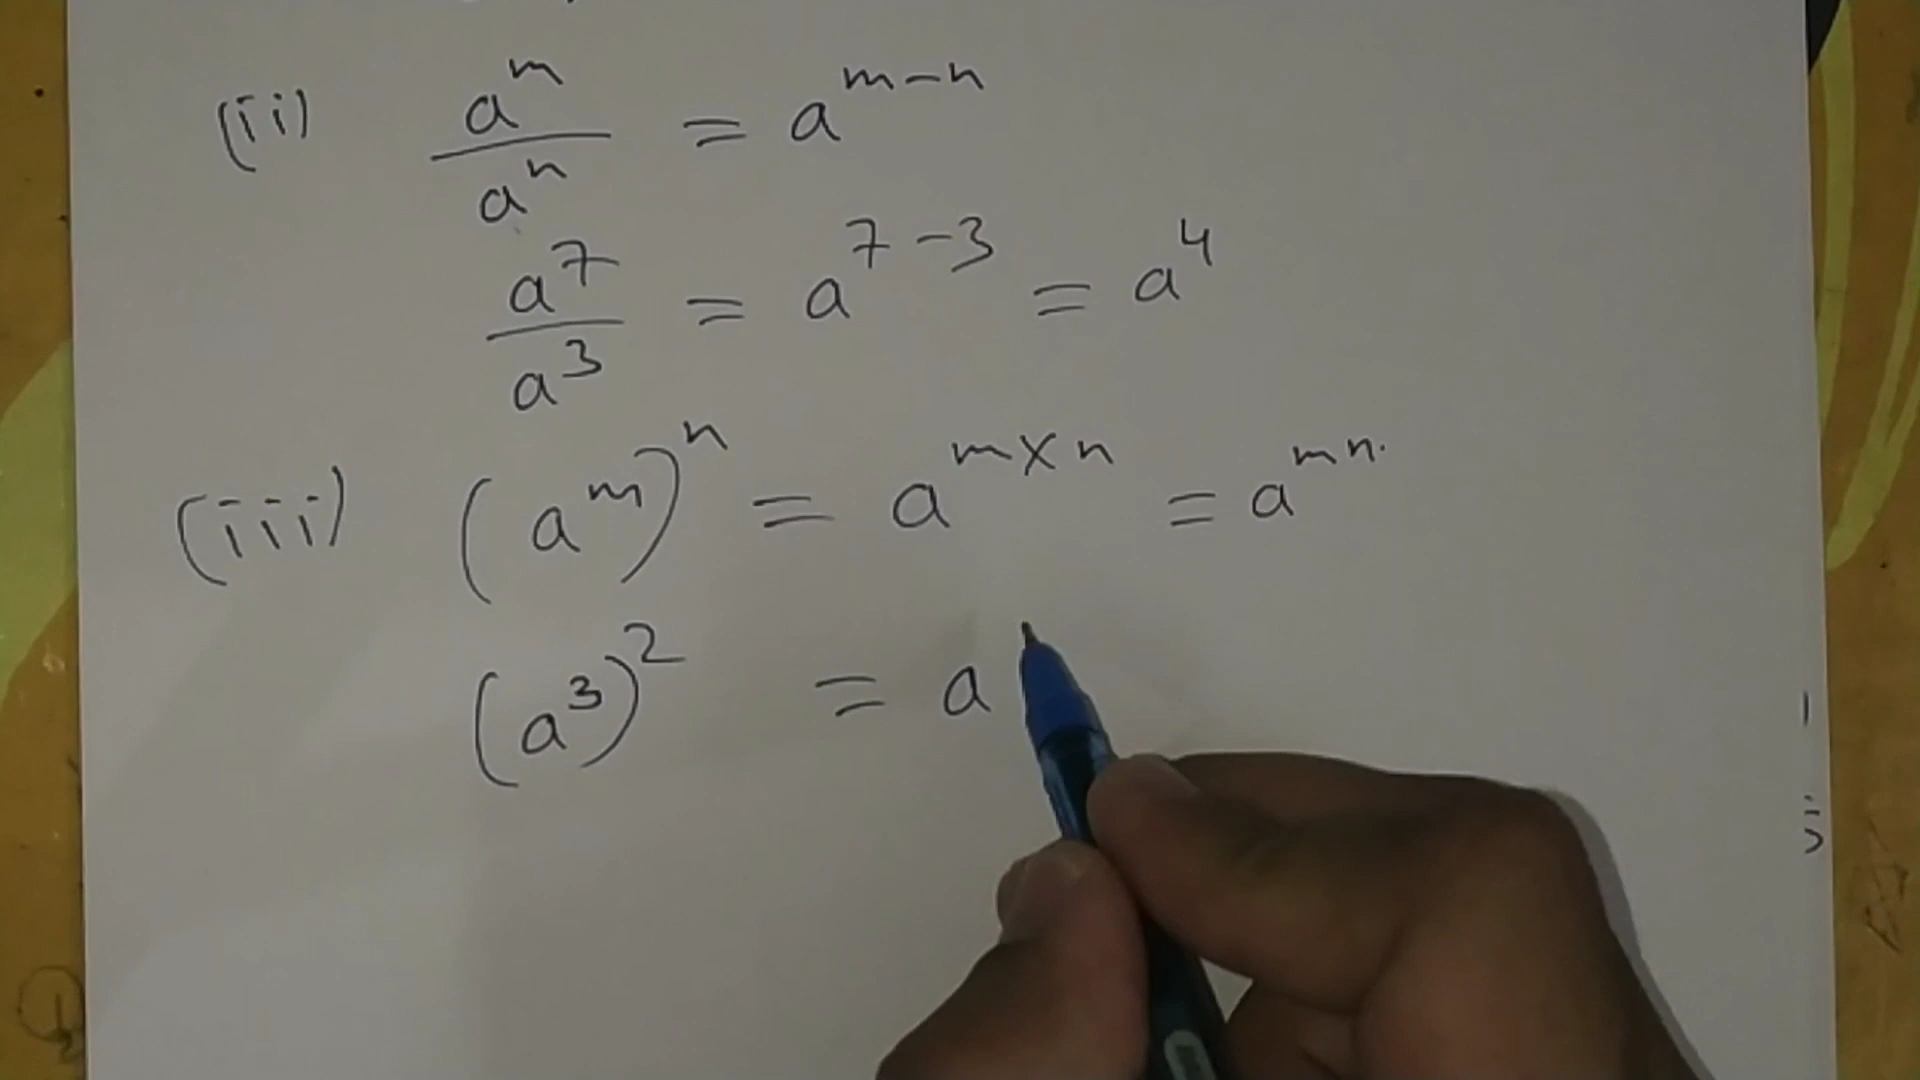 (ii) a^m / a^n = a^{m-n}
a^7 / a^3 = a^{7-3} = a^4
(iii) (a^m)^n = a^{m×n} = a^{mn}.
(a^3)^2 = a